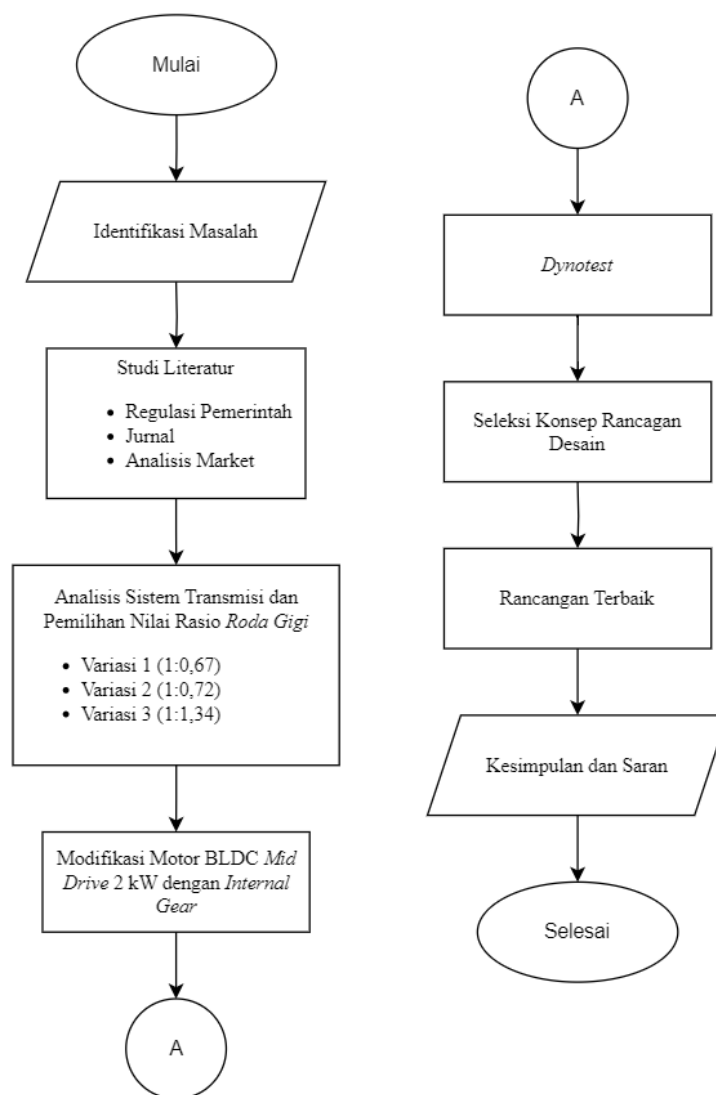 Mulai
Identifikasi Masalah
Studi Literatur
• Regulasi Pemerintah
• Jurnal
• Analisis Market
Analisis Sistem Transmisi dan
Pemilihan Nilai Rasio Roda Gigi
• Variasi 1 (1:0,67)
• Variasi 2 (1:0,72)
• Variasi 3 (1:1,34)
Modifikasi Motor BLDC Mid
Drive 2 kW dengan Internal
Gear
A
A
Dynotest
Seleksi Konsep Rancagan
Desain
Rancangan Terbaik
Kesimpulan dan Saran
Selesai